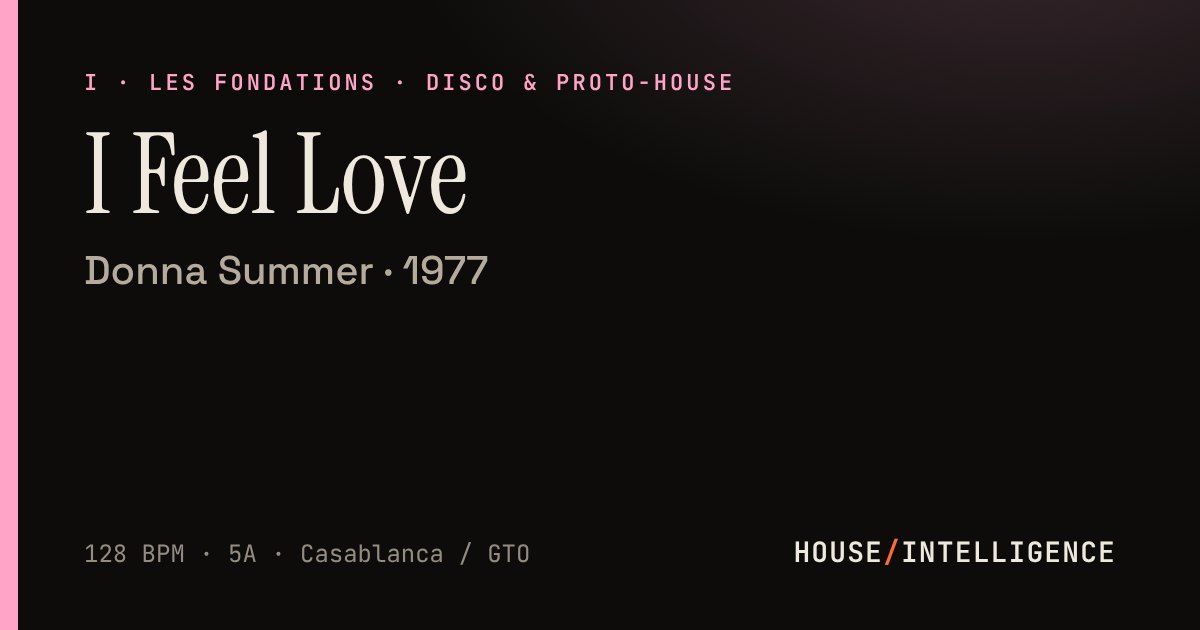 I · LES FONDATIONS · DISCO & PROTO-HOUSE
I Feel Love
Donna Summer · 1977
128 BPM · 5A · Casablanca / GTO
HOUSE/INTELLIGENCE